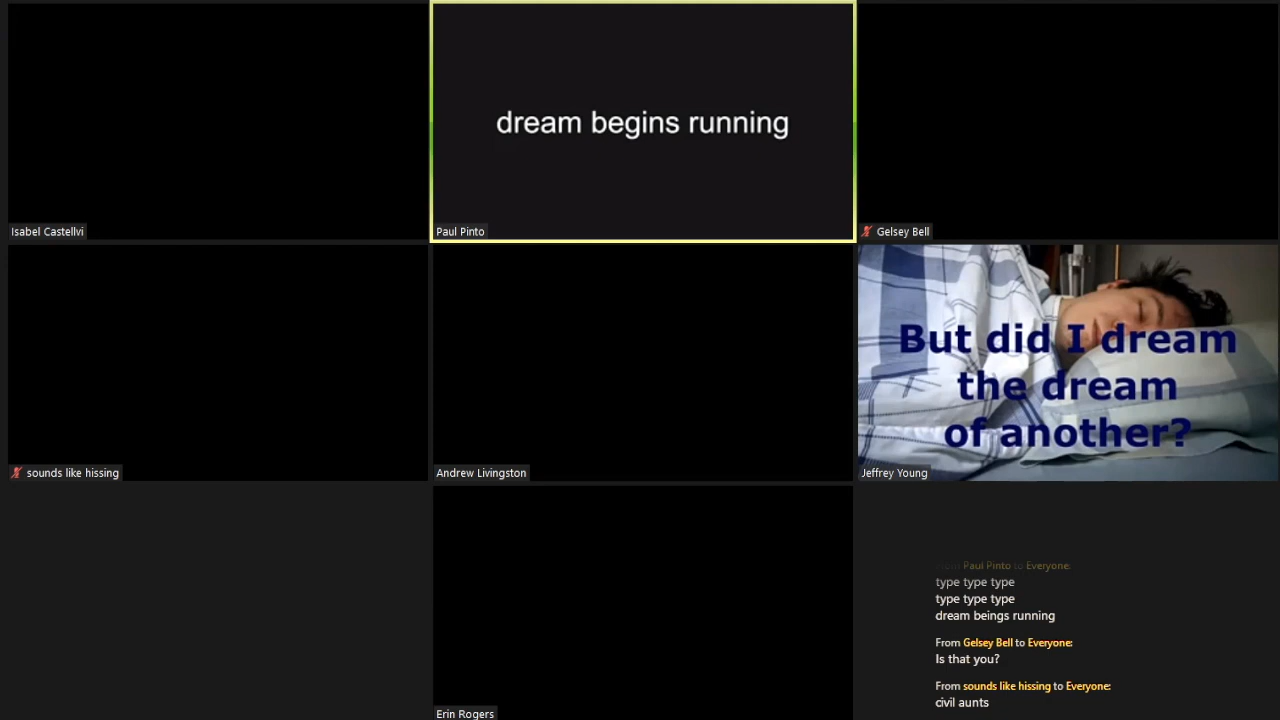 dream begins running
Isabel Castellvi
Paul Pinto
Gelsey Bell
But did I dream
the dream
of another?
sounds like hissing
Andrew Livingston
Jeffrey Young
From Paul Pinto to Everyone:
type type type
type type type
dream beings running
From Gelsey Bell to Everyone:
Is that you?
From sounds like hissing to Everyone:
civil aunts
Erin Rogers